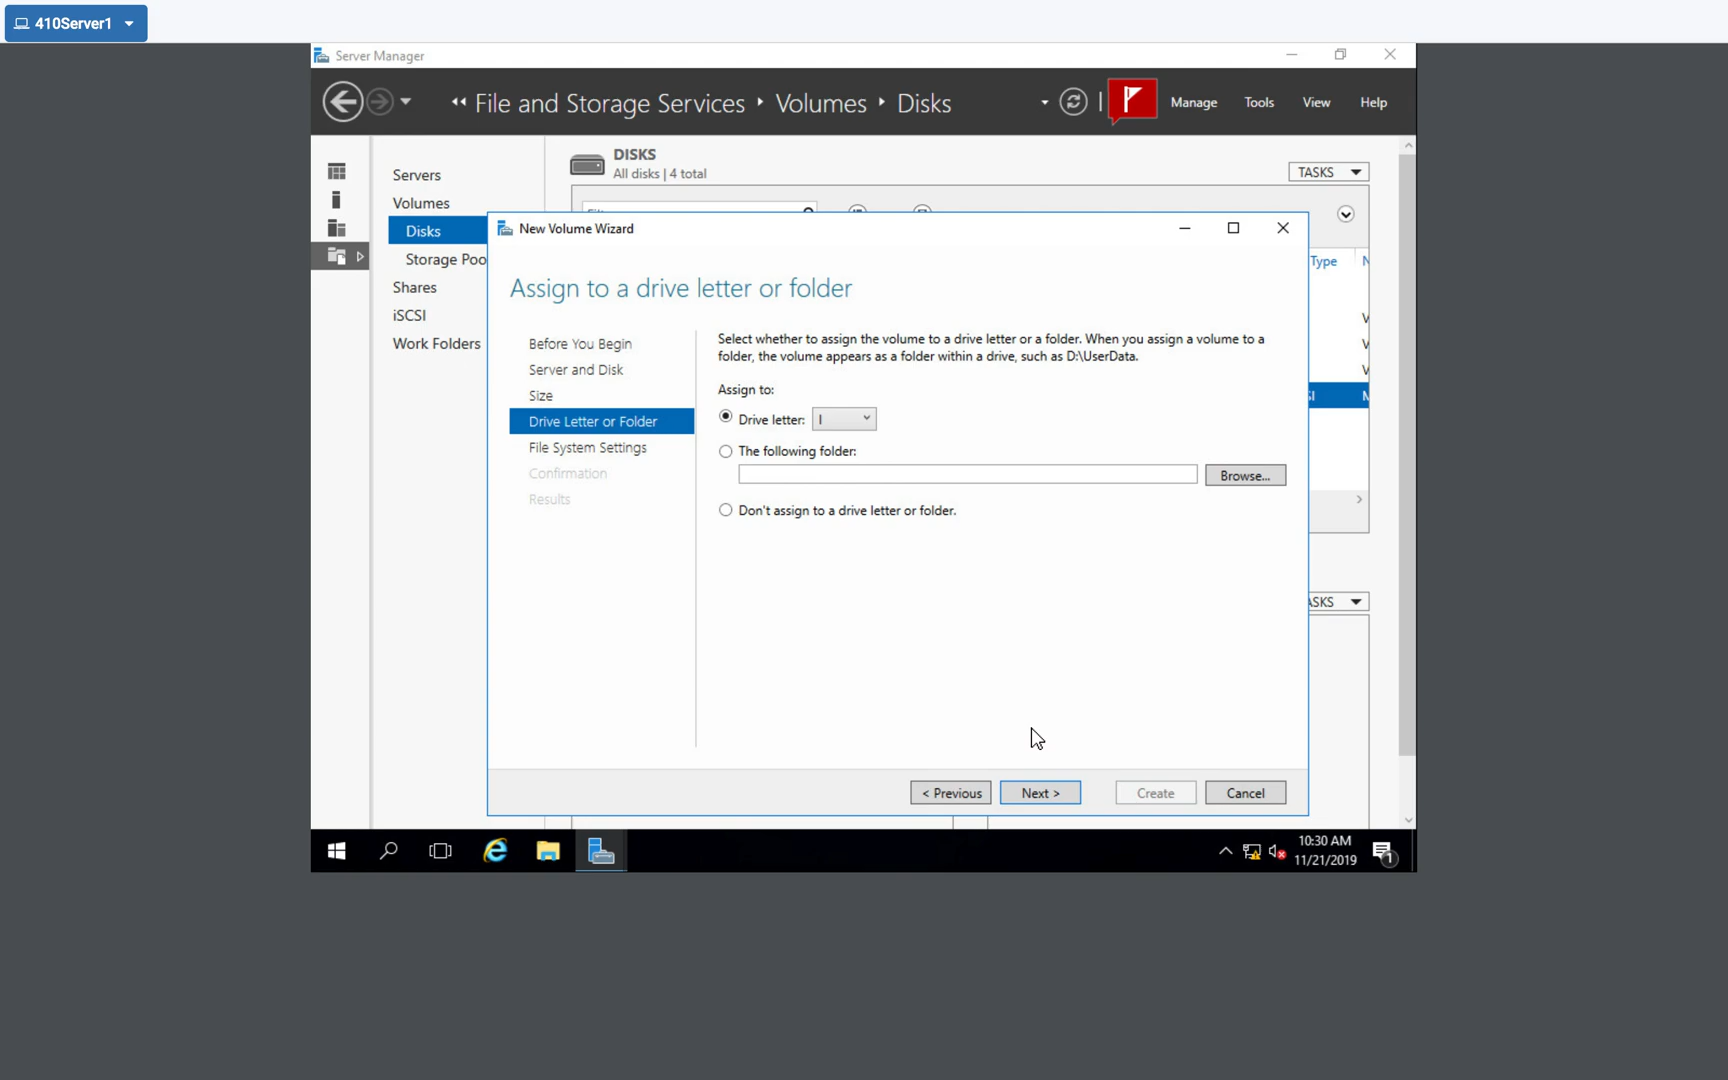 410Server1
Server Manager
File and Storage Services Volumes Disks
Manage Tools View Help
DISKS
All disks | 4 total
TASKS
Servers
Volumes
Disks
Storage Poo
Shares
iSCSI
Work Folders
Type
New Volume Wizard
Assign to a drive letter or folder
Before You Begin
Server and Disk
Size
Drive Letter or Folder
File System Settings
Confirmation
Results
Select whether to assign the volume to a drive letter or a folder. When you assign a volume to a
folder, the volume appears as a folder within a drive, such as D:\UserData.
Assign to:
Drive letter: I
The following folder:
Browse...
Don't assign to a drive letter or folder.
ASKS
< Previous Next > Create Cancel
10:30 AM
11/21/2019
1